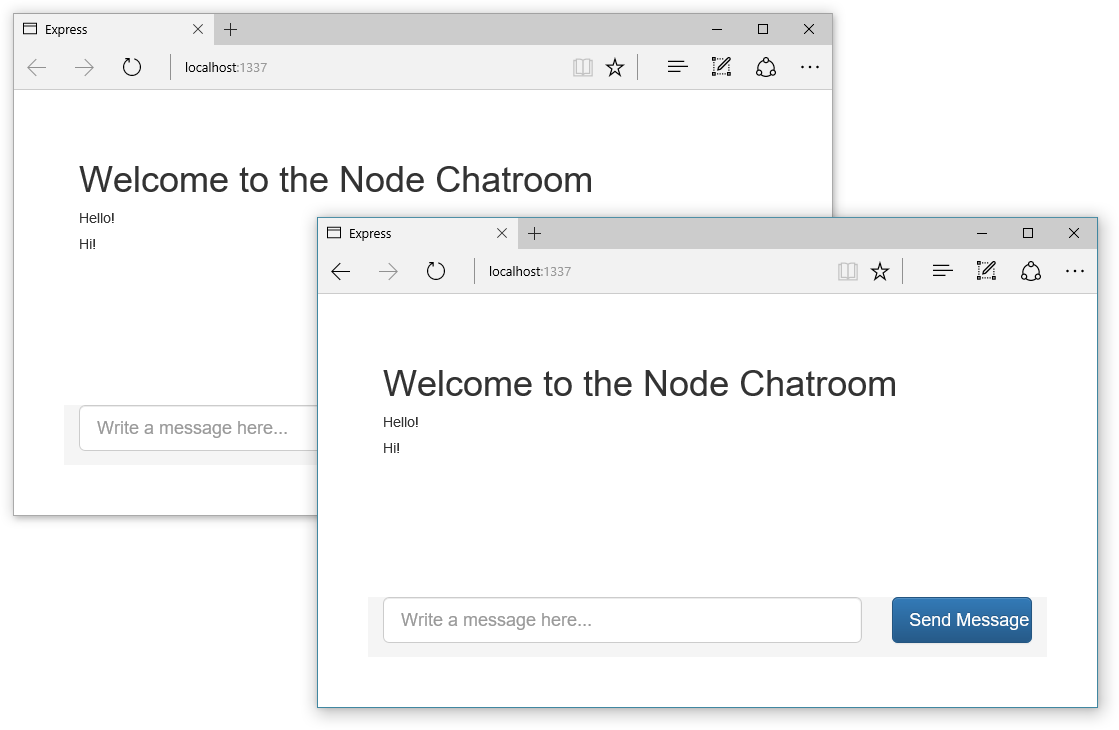 Express
localhost:1337
Welcome to the Node Chatroom
Hello!
Hi!
Write a message here...
Express
localhost:1337
Welcome to the Node Chatroom
Hello!
Hi!
Write a message here...
Send Message